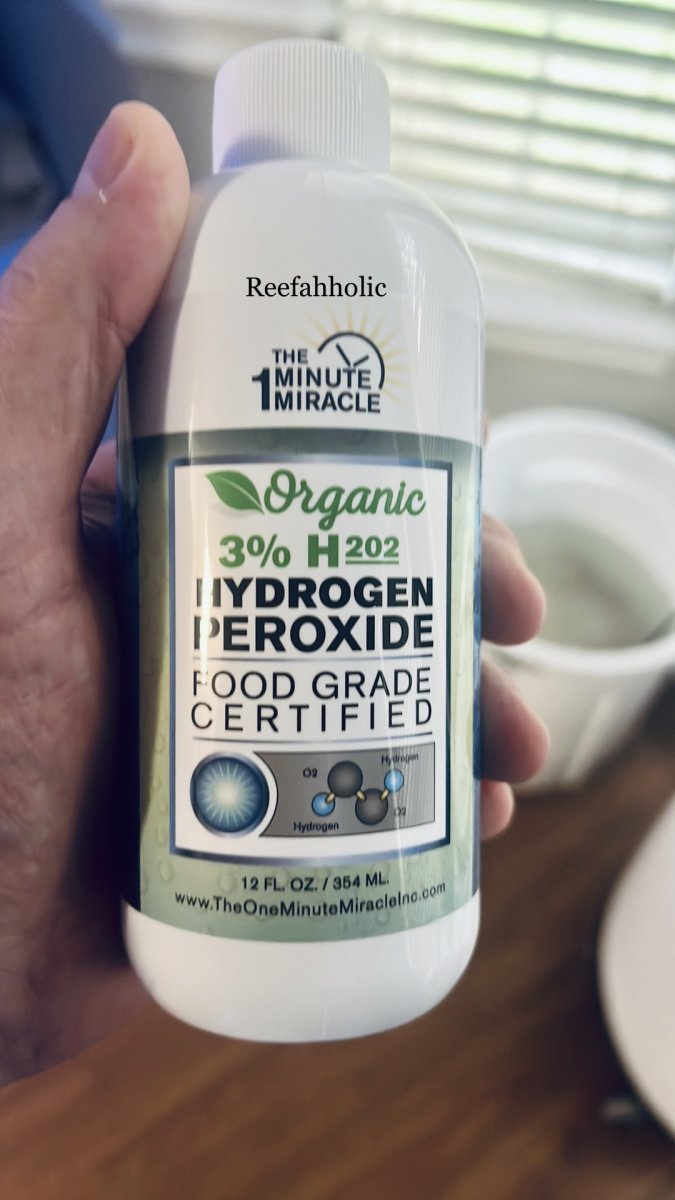 Reefahholic
THE
1 MINUTE
MIRACLE
Organic
3% H202
HYDROGEN
PEROXIDE
FOOD GRADE
CERTIFIED
Hydrogen
O2
O2
Hydrogen
12 FL. OZ. / 354 ML.
www.TheOneMinuteMiracleInc.com